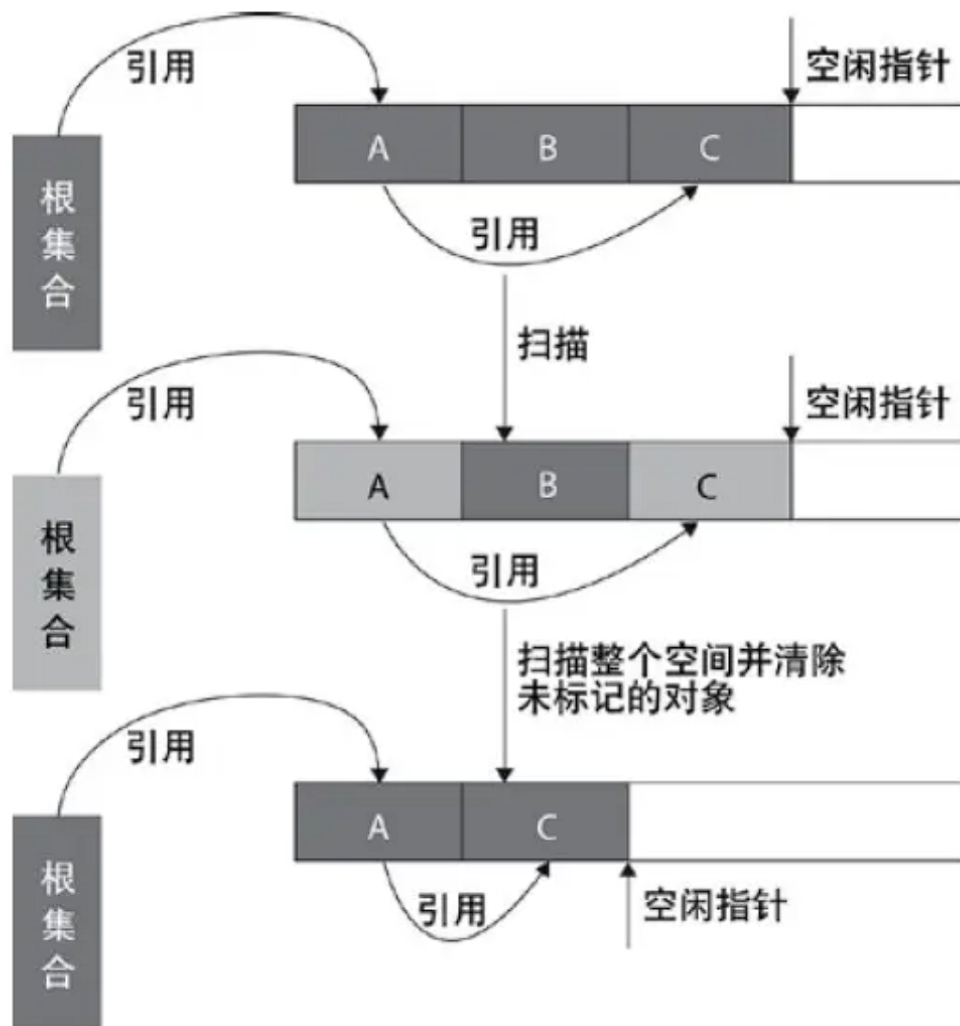 引用
空闲指针
A B C
根集合
引用
扫描
引用
空闲指针
A B C
根集合
引用
扫描整个空间并清除
未标记的对象
引用
A C
根集合
引用
空闲指针